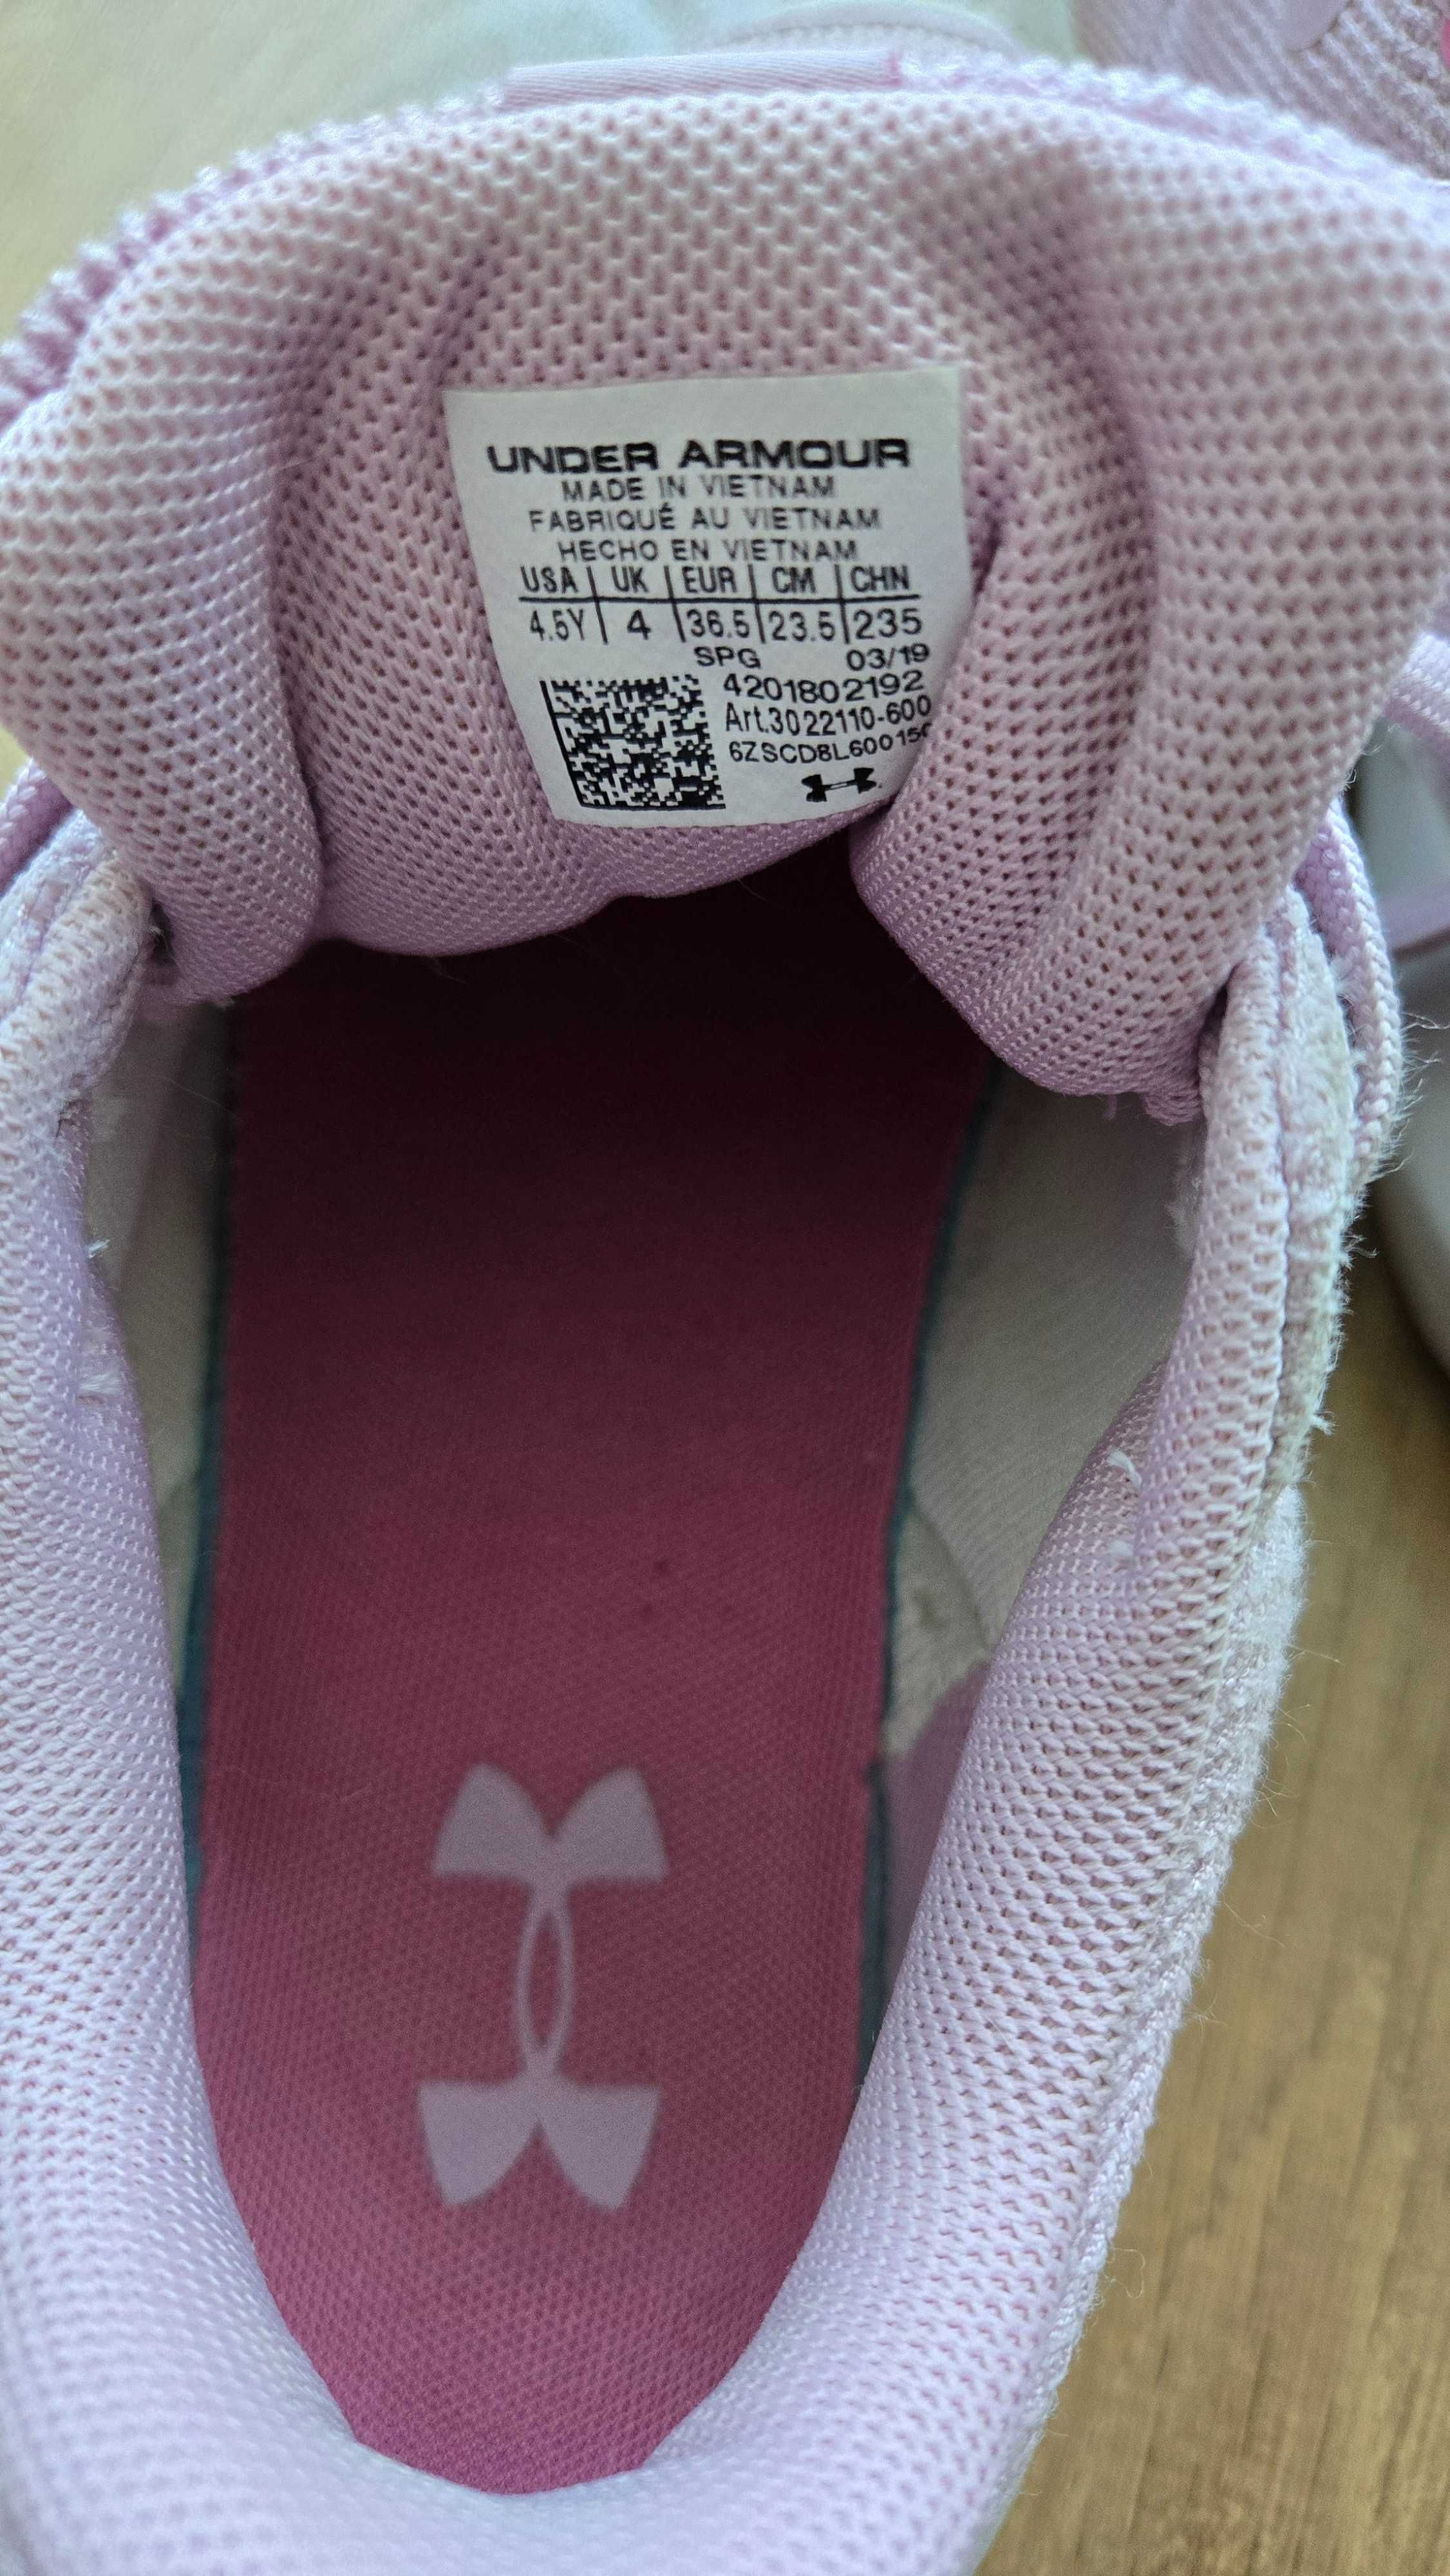 UNDER ARMOUR
MADE IN VIETNAM
FABRIQUÉ AU VIETNAM
HECHO EN VIETNAM
USA | UK | EUR | CM | CHN
4.5Y | 4 | 36.5 | 23.5 | 235
SPG 03/19
4201802192
Art.3022110-600